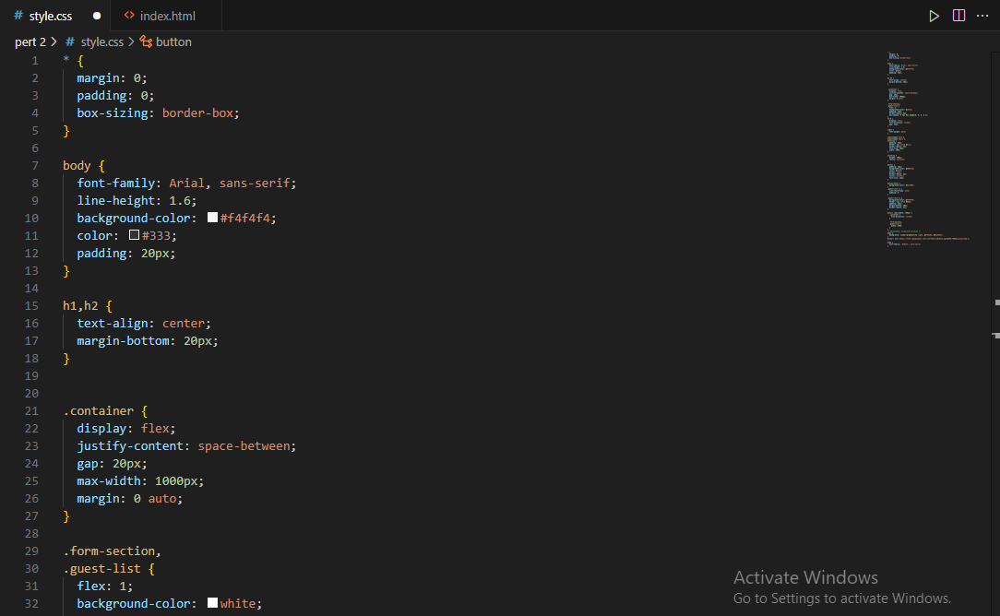 # style.css
<> index.html
pert 2 > # style.css > button
1 * {
2 margin: 0;
3 padding: 0;
4 box-sizing: border-box;
5 }
6
7 body {
8 font-family: Arial, sans-serif;
9 line-height: 1.6;
10 background-color: #f4f4f4;
11 color: #333;
12 padding: 20px;
13 }
14
15 h1,h2 {
16 text-align: center;
17 margin-bottom: 20px;
18 }
19
20
21 .container {
22 display: flex;
23 justify-content: space-between;
24 gap: 20px;
25 max-width: 1000px;
26 margin: 0 auto;
27 }
28
29 .form-section,
30 .guest-list {
31 flex: 1;
32 background-color: white;
Activate Windows
Go to Settings to activate Windows.